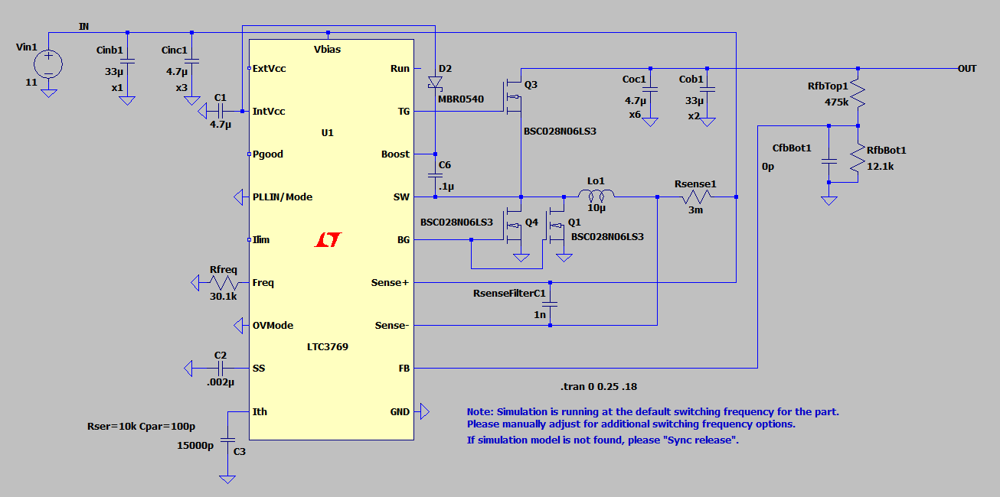 IN
Vin1
11
Cinb1
33µ
x1
Cinc1
4.7µ
x3
C1
4.7µ
Vbias
ExtVcc
IntVcc
Pgood
PLLIN/Mode
Ilim
Freq
OVMode
SS
Ith
U1
LTC3769
Run
TG
Boost
SW
BG
Sense+
Sense-
FB
GND
Rfreq
30.1k
C2
.002µ
Rser=10k Cpar=100p
15000p
C3
D2
MBR0540
C6
.1µ
Q3
BSC028N06LS3
BSC028N06LS3
Q4
Q1
BSC028N06LS3
Lo1
10µ
Rsense1
3m
RsenseFilterC1
1n
Coc1
4.7µ
x6
Cob1
33µ
x2
OUT
RfbTop1
475k
CfbBot1
0p
RfbBot1
12.1k
.tran 0 0.25 .18
Note: Simulation is running at the default switching frequency for the part.
Please manually adjust for additional switching frequency options.
If simulation model is not found, please "Sync release".